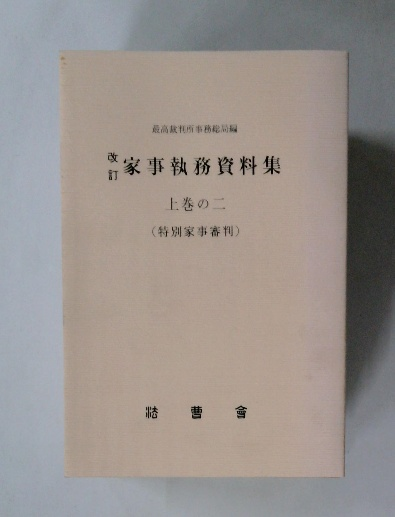 最高裁判所事務総局編
改訂 家事執務資料集
上巻の二
(特別家事審判)
法曹會